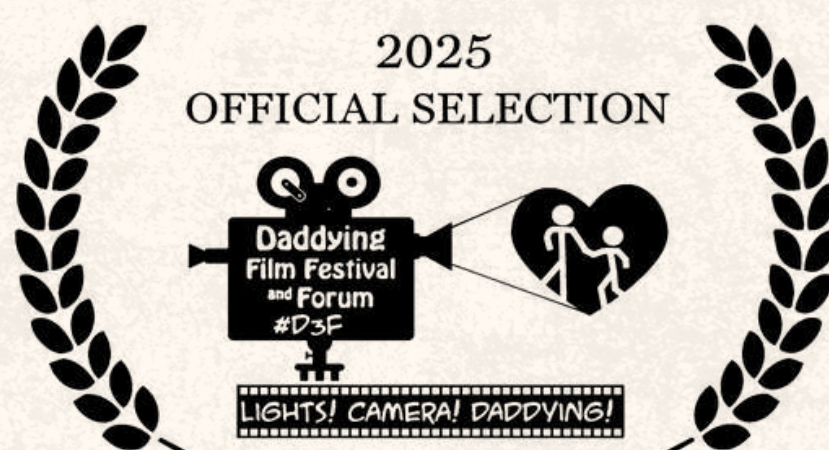 2025
OFFICIAL SELECTION
Daddying
Film Festival
and Forum
#D3F
LIGHTS! CAMERA! DADDYING!